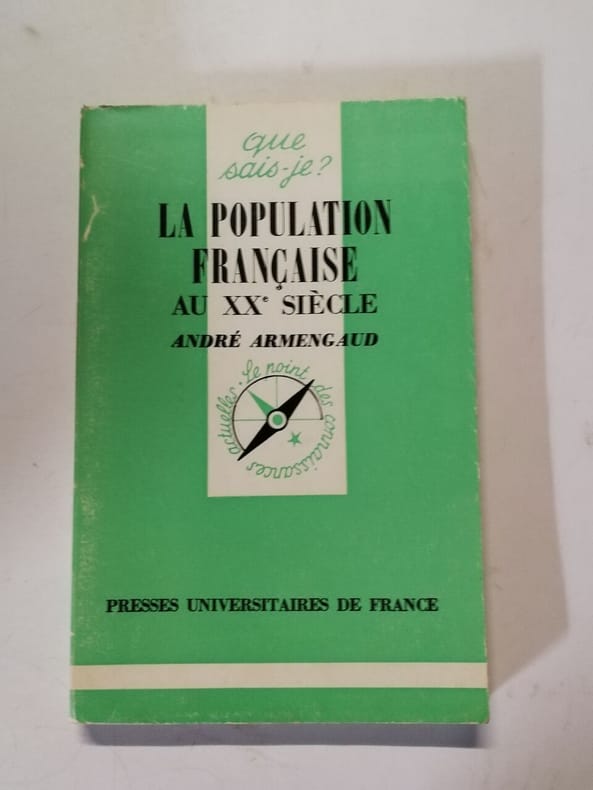 que
sais-je?
LA POPULATION
FRANÇAISE
AU XXᵉ SIÈCLE
ANDRÉ ARMENGAUD
Le point des connaissances actuelles.
PRESSES UNIVERSITAIRES DE FRANCE